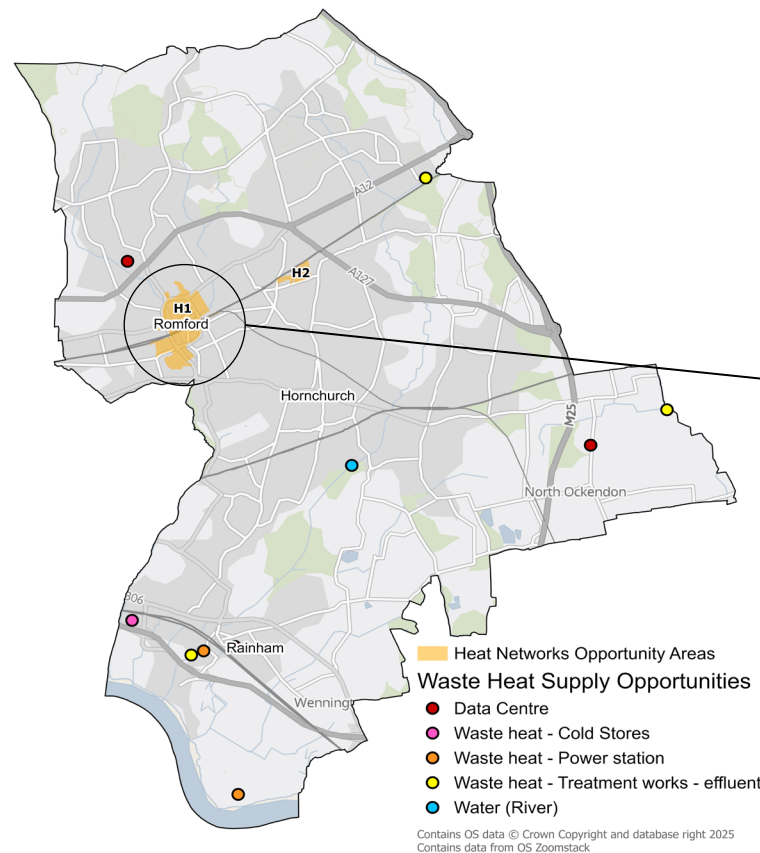 A12
H2
A127
H1
Romford
Hornchurch
M25
North Ockendon
Rainham
Heat Networks Opportunity Areas
Waste Heat Supply Opportunities
Data Centre
Waste heat - Cold Stores
Waste heat - Power station
Waste heat - Treatment works - effluent
Water (River)
Contains OS data © Crown Copyright and database right 2025
Contains data from OS Zoomstack